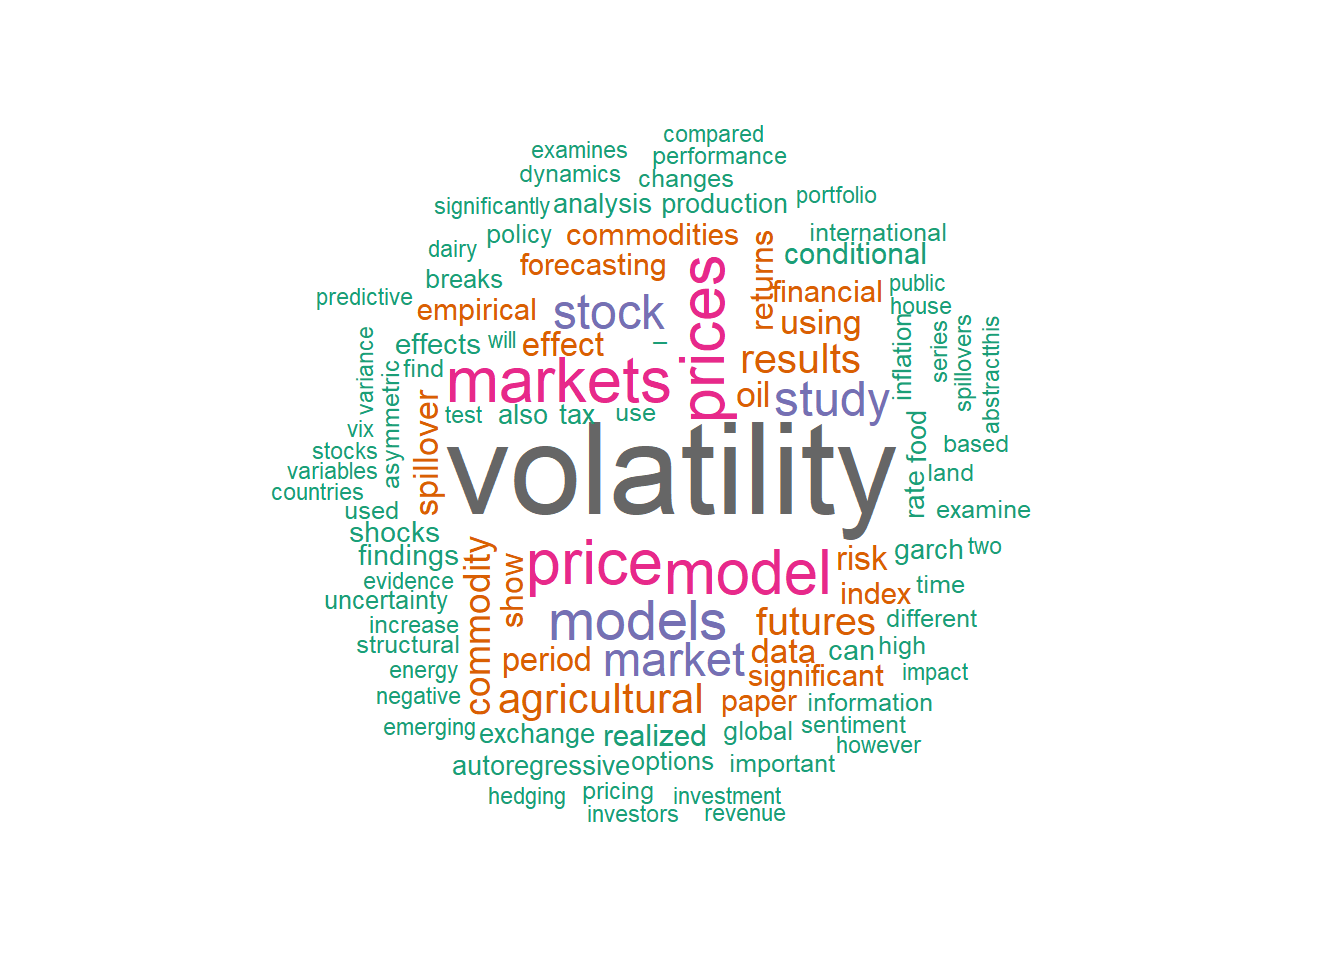 compared
examines
performance
dynamics
changes
portfolio
significantly
analysis
production
policy
commodities
international
dairy
forecasting
returns
conditional
breaks
prices
financial
public
predictive
empirical
stock
using
house
effects
will
effect
–
results
inflation
series
spillovers
abstractthis
variance
find
markets
oil
study
asymmetric
spillover
test
also
tax
use
vix
stocks
variables
countries
volatility
rate
food
based
land
used
examine
shocks
findings
commodity
show
price
model
risk
garch
two
evidence
uncertainty
index
time
increase
models
futures
different
structural
period
market
data
can
high
energy
significant
impact
negative
agricultural
paper
information
emerging
exchange
realized
global
sentiment
however
autoregressive
options
important
hedging
pricing
investment
investors
revenue